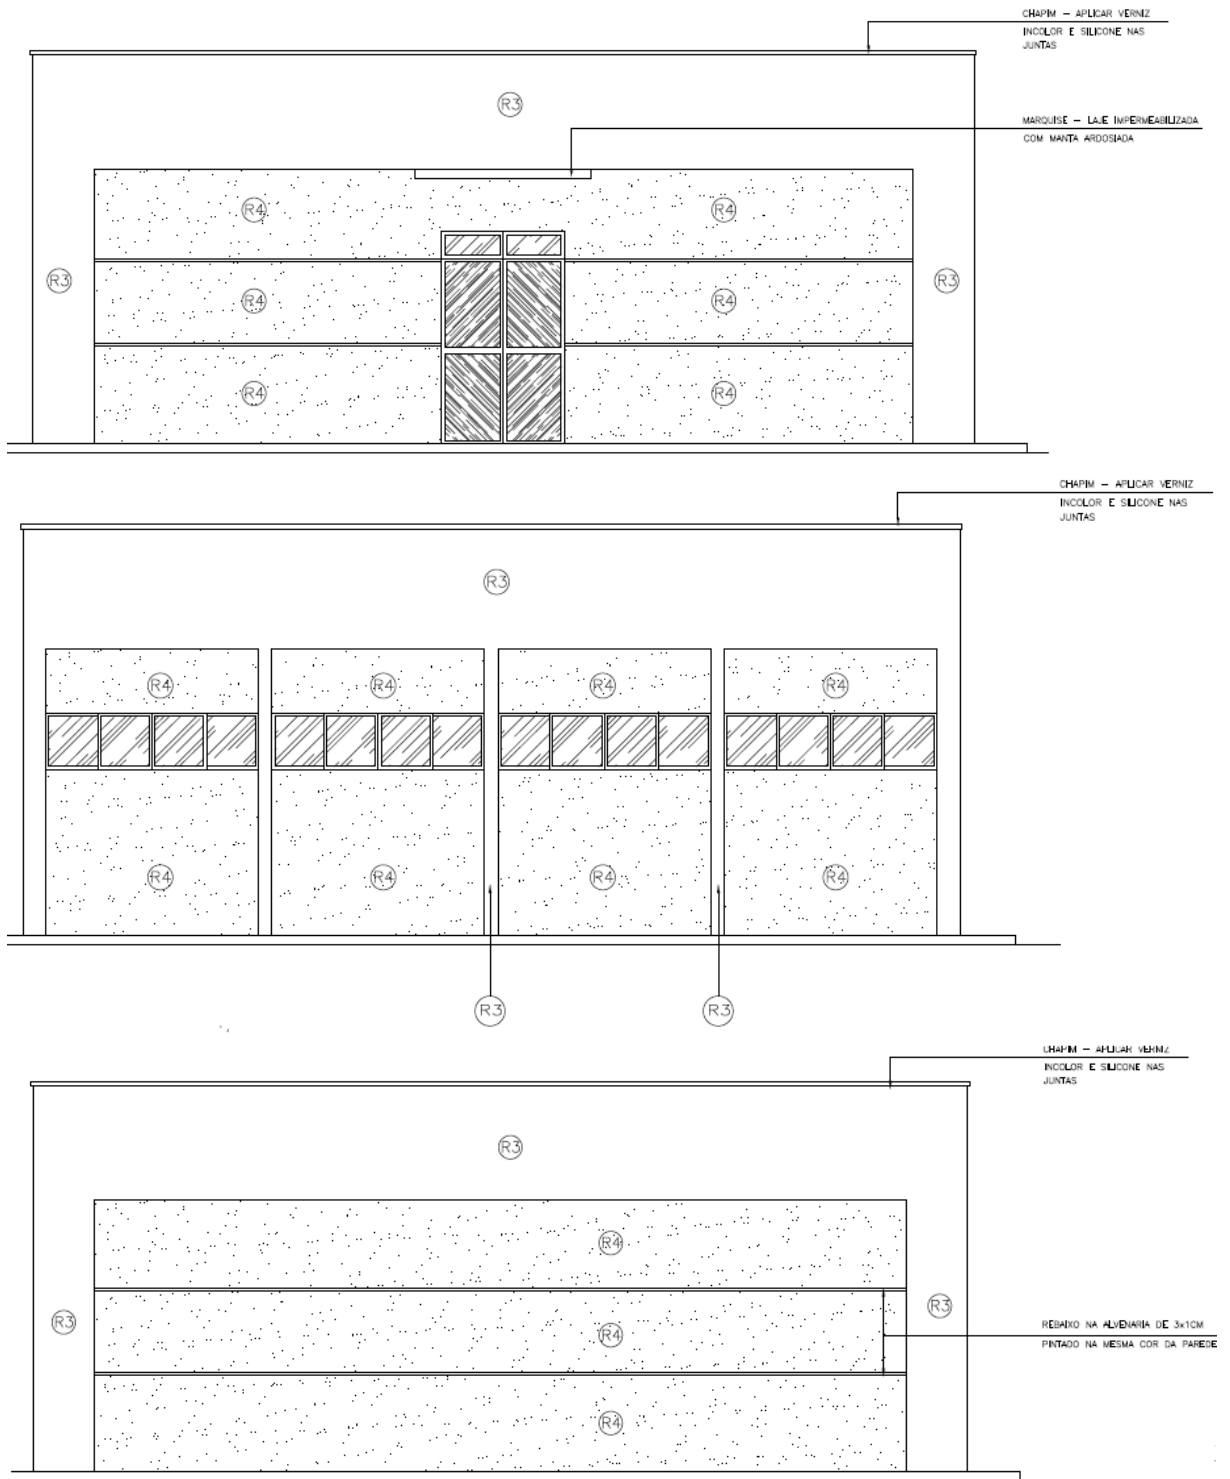 CHAPIM – APLICAR VERNIZ
INCOLOR E SILICONE NAS
JUNTAS
R3
MARQUISE – LAJE IMPERMEABILIZADA
COM MANTA ARDOSIADA
R4 R4
R3 R3
R4 R4
R4 R4
CHAPIM – APLICAR VERNIZ
INCOLOR E SILICONE NAS
JUNTAS
R3
R4 R4 R4 R4
R4 R4 R4 R4
R3 R3
CHAPIM – APLICAR VERNIZ
INCOLOR E SILICONE NAS
JUNTAS
R3
R4
R3 R3
R4
REBAIXO NA ALVENARIA DE 3x1CM
PINTADO NA MESMA COR DA PAREDE
R4